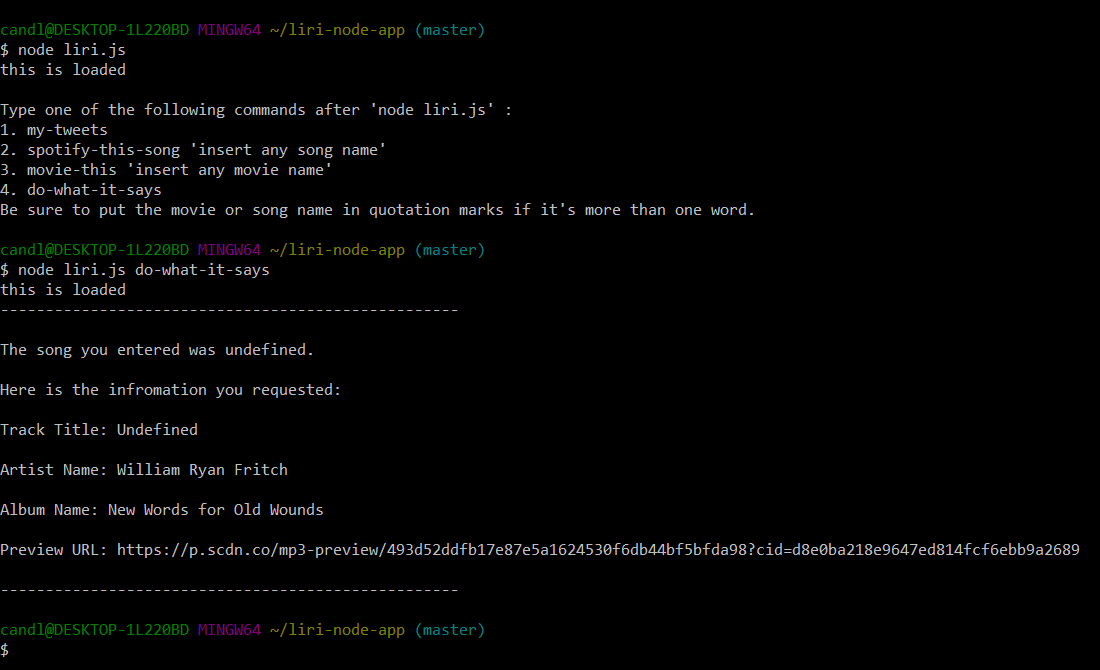 candl@DESKTOP-1L220BD MINGW64 ~/liri-node-app (master)
$ node liri.js
this is loaded
Type one of the following commands after 'node liri.js' :
1. my-tweets
2. spotify-this-song 'insert any song name'
3. movie-this 'insert any movie name'
4. do-what-it-says
Be sure to put the movie or song name in quotation marks if it's more than one word.
candl@DESKTOP-1L220BD MINGW64 ~/liri-node-app (master)
$ node liri.js do-what-it-says
this is loaded
---------------------------------------------------
The song you entered was undefined.
Here is the infromation you requested:
Track Title: Undefined
Artist Name: William Ryan Fritch
Album Name: New Words for Old Wounds
Preview URL: https://p.scdn.co/mp3-preview/493d52ddfb17e87e5a1624530f6db44bf5bfda98?cid=d8e0ba218e9647ed814fcf6ebb9a2689
---------------------------------------------------
candl@DESKTOP-1L220BD MINGW64 ~/liri-node-app (master)
$